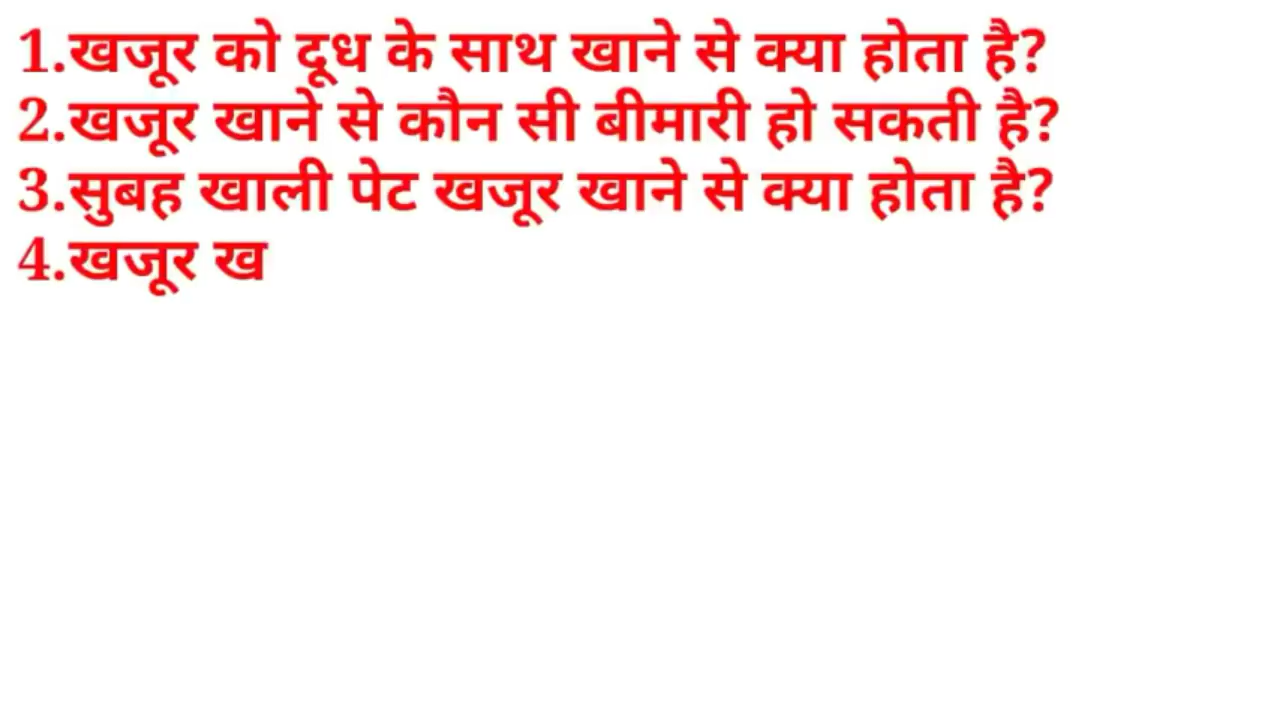 1.खजूर को दूध के साथ खाने से क्या होता है?
2.खजूर खाने से कौन सी बीमारी हो सकती है?
3.सुबह खाली पेट खजूर खाने से क्या होता है?
4.खजूर ख